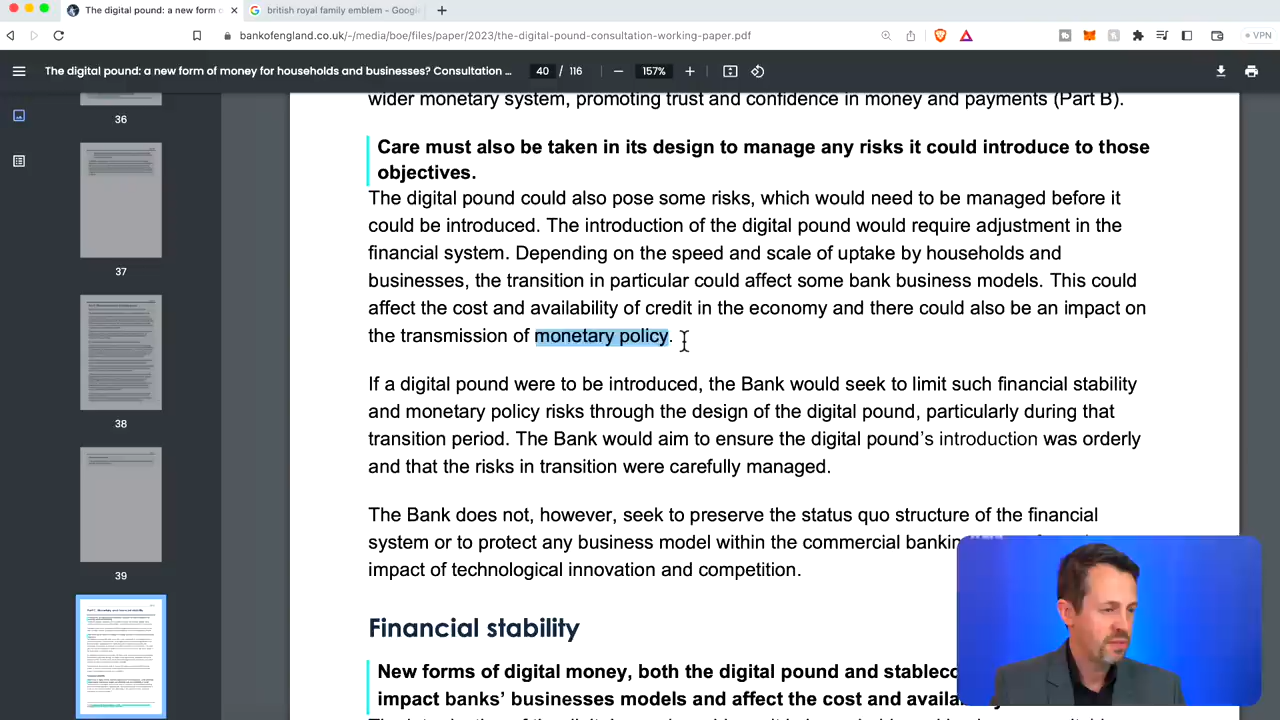 The digital pound: a new form o
british royal family emblem - Google
bankofengland.co.uk/-/media/boe/files/paper/2023/the-digital-pound-consultation-working-paper.pdf
VPN
The digital pound: a new form of money for households and businesses? Consultation ...
40 / 116
157%
36
37
38
39
wider monetary system, promoting trust and confidence in money and payments (Part B).
Care must also be taken in its design to manage any risks it could introduce to those
objectives.
The digital pound could also pose some risks, which would need to be managed before it
could be introduced. The introduction of the digital pound would require adjustment in the
financial system. Depending on the speed and scale of uptake by households and
businesses, the transition in particular could affect some bank business models. This could
affect the cost and availability of credit in the economy and there could also be an impact on
the transmission of monetary policy.
If a digital pound were to be introduced, the Bank would seek to limit such financial stability
and monetary policy risks through the design of the digital pound, particularly during that
transition period. The Bank would aim to ensure the digital pound’s introduction was orderly
and that the risks in transition were carefully managed.
The Bank does not, however, seek to preserve the status quo structure of the financial
system or to protect any business model within the commercial bankin
impact of technological innovation and competition.
Financial stability
New forms of digital money, both the digital pound and stablec
impact banks’ businesses models and affect the cost and availa